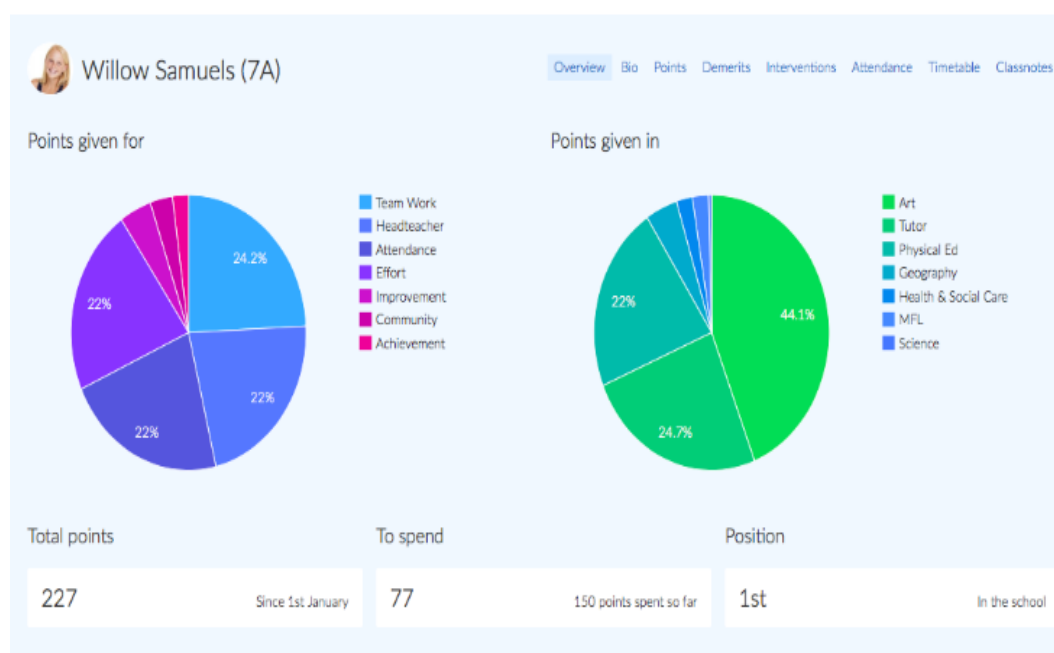 Willow Samuels (7A)
Overview Bio Points Demerits Interventions Attendance Timetable Classnotes
Points given for
24.2%
22%
22%
22%
Team Work
Headteacher
Attendance
Effort
Improvement
Community
Achievement
Points given in
44.1%
22%
24.7%
Art
Tutor
Physical Ed
Geography
Health & Social Care
MFL
Science
Total points
227 Since 1st January
To spend
77 150 points spent so far
Position
1st In the school